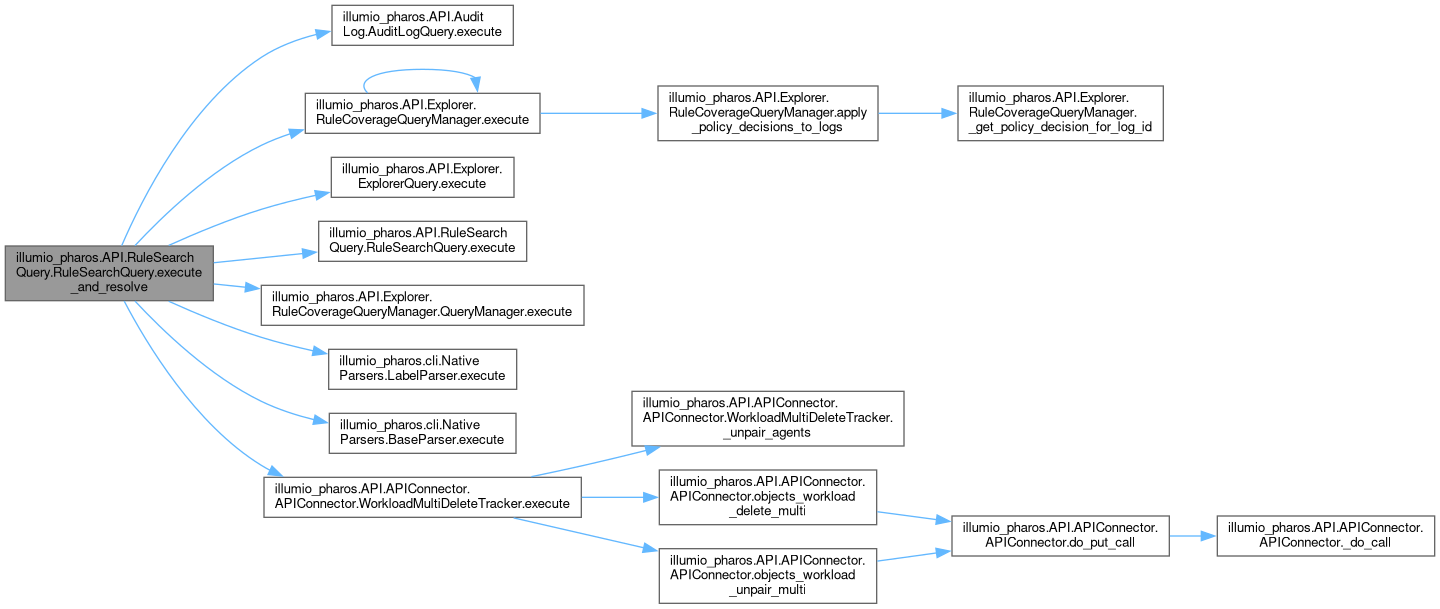 illumio_pharos.API.RuleSearch
Query.RuleSearchQuery.execute
_and_resolve
illumio_pharos.API.Audit
Log.AuditLogQuery.execute
illumio_pharos.API.Explorer.
RuleCoverageQueryManager.execute
illumio_pharos.API.Explorer.
RuleCoverageQueryManager.apply
_policy_decisions_to_logs
illumio_pharos.API.Explorer.
RuleCoverageQueryManager.
_get_policy_decision_for_log_id
illumio_pharos.API.Explorer.
ExplorerQuery.execute
illumio_pharos.API.RuleSearch
Query.RuleSearchQuery.execute
illumio_pharos.API.Explorer.
RuleCoverageQueryManager.QueryManager.execute
illumio_pharos.cli.Native
Parsers.LabelParser.execute
illumio_pharos.cli.Native
Parsers.BaseParser.execute
illumio_pharos.API.APIConnector.
APIConnector.WorkloadMultiDeleteTracker.execute
illumio_pharos.API.APIConnector.
APIConnector.WorkloadMultiDeleteTracker.
_unpair_agents
illumio_pharos.API.APIConnector.
APIConnector.objects_workload
_delete_multi
illumio_pharos.API.APIConnector.
APIConnector.objects_workload
_unpair_multi
illumio_pharos.API.APIConnector.
APIConnector.do_put_call
illumio_pharos.API.APIConnector.
APIConnector._do_call